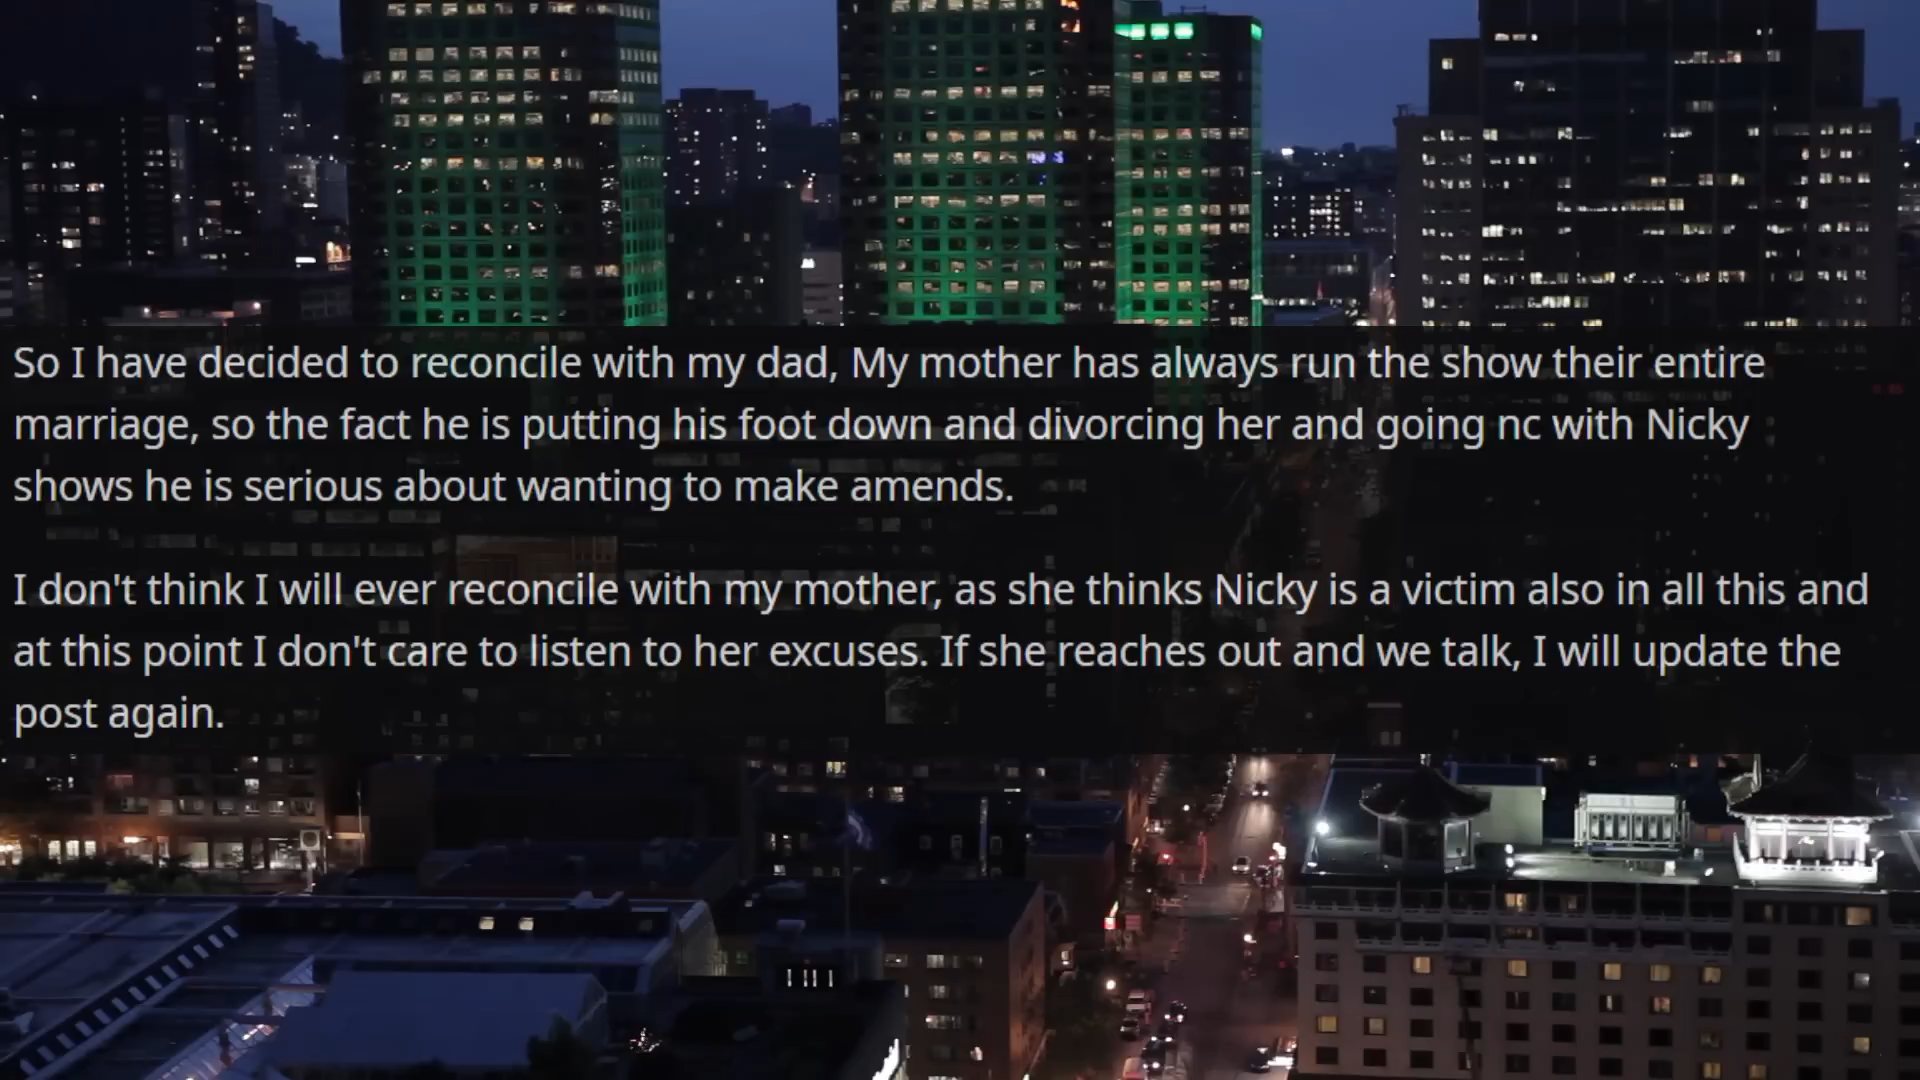 So I have decided to reconcile with my dad, My mother has always run the show their entire
marriage, so the fact he is putting his foot down and divorcing her and going nc with Nicky
shows he is serious about wanting to make amends.
I don't think I will ever reconcile with my mother, as she thinks Nicky is a victim also in all this and
at this point I don't care to listen to her excuses. If she reaches out and we talk, I will update the
post again.